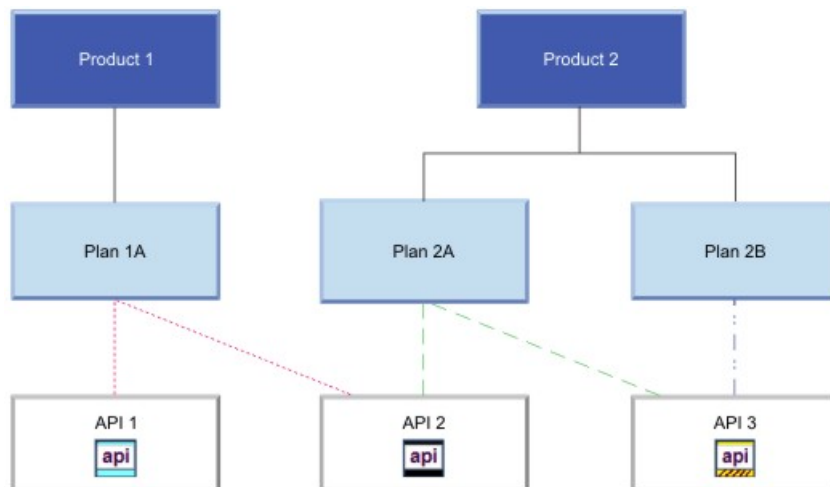 Product 1
Product 2
Plan 1A
Plan 2A
Plan 2B
API 1
API 2
API 3
api
api
api